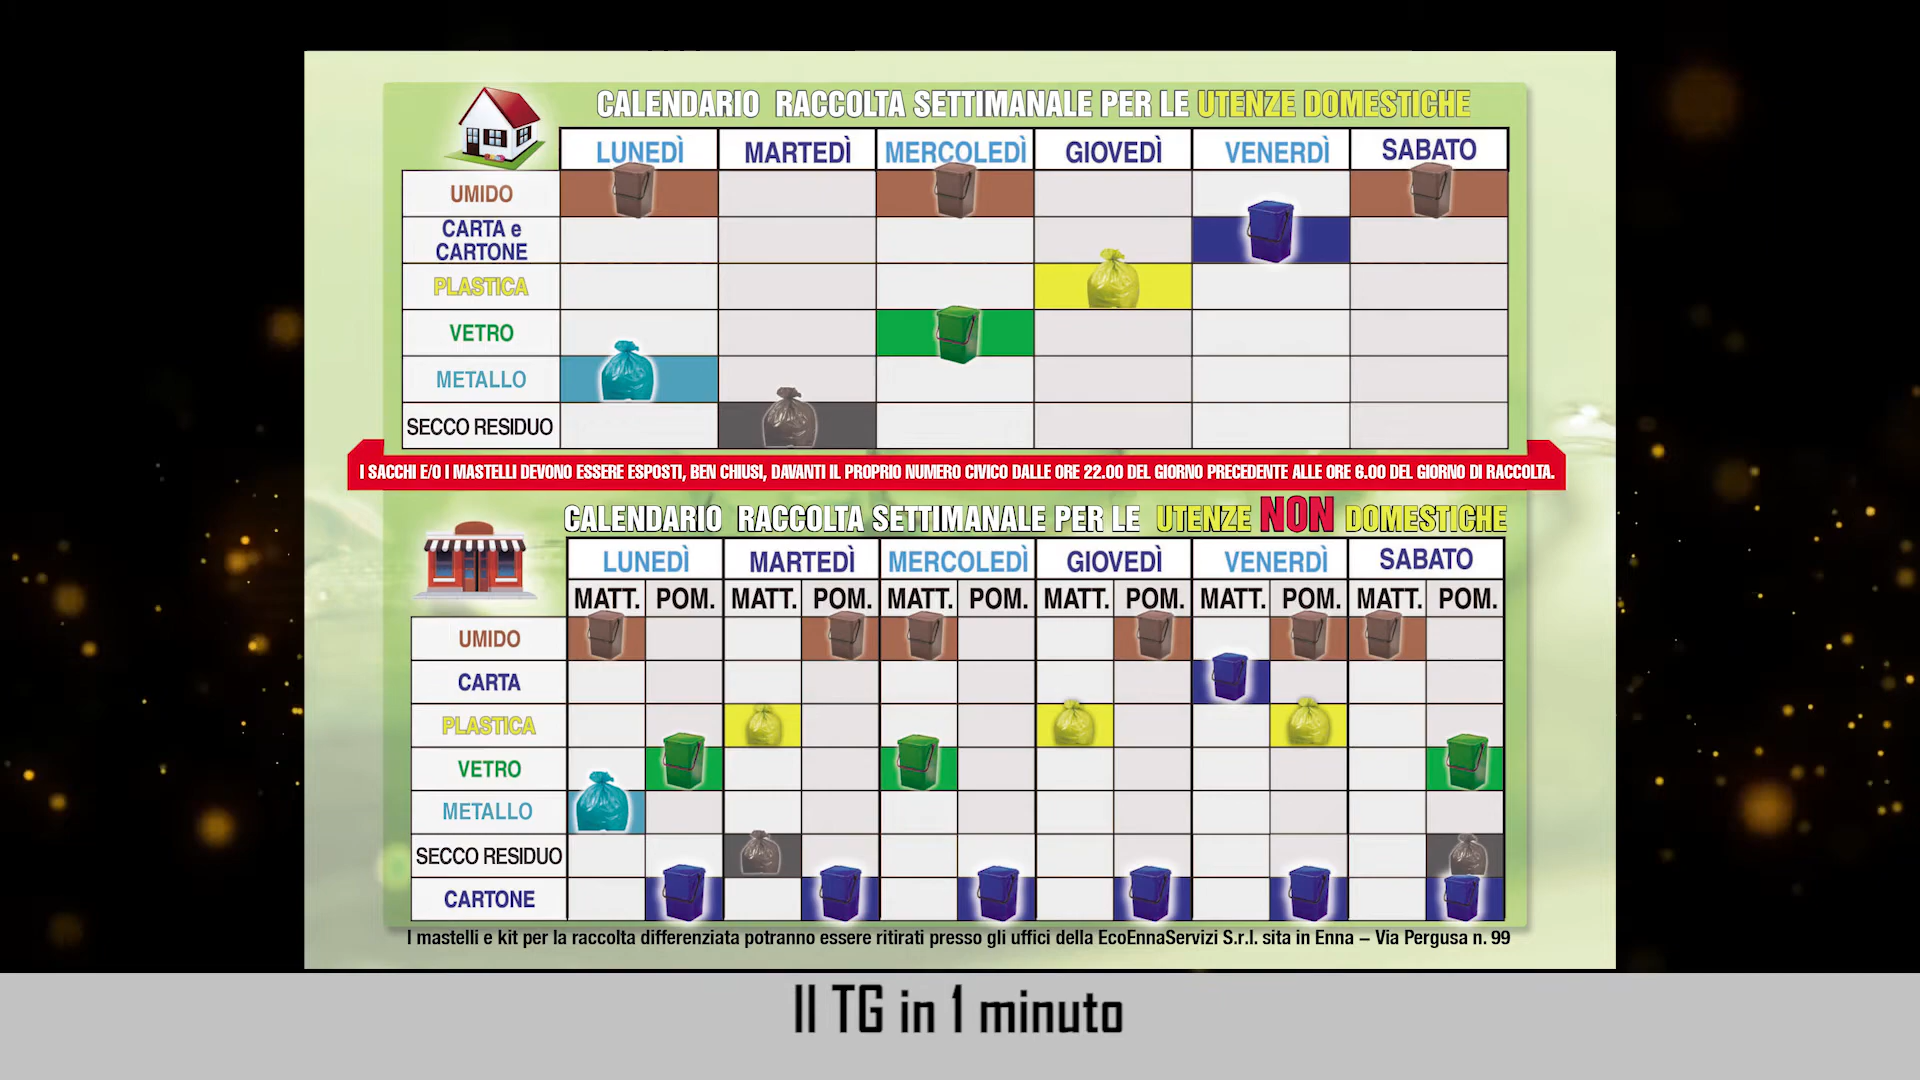 CALENDARIO RACCOLTA SETTIMANALE PER LE UTENZE DOMESTICHE
LUNEDÌ MARTEDÌ MERCOLEDÌ GIOVEDÌ VENERDÌ SABATO
UMIDO
CARTA e
CARTONE
PLASTICA
VETRO
METALLO
SECCO RESIDUO
I SACCHI E/O I MASTELLI DEVONO ESSERE ESPOSTI, BEN CHIUSI, DAVANTI IL PROPRIO NUMERO CIVICO DALLE ORE 22.00 DEL GIORNO PRECEDENTE ALLE ORE 6.00 DEL GIORNO DI RACCOLTA.
CALENDARIO RACCOLTA SETTIMANALE PER LE UTENZE NON DOMESTICHE
LUNEDÌ MARTEDÌ MERCOLEDÌ GIOVEDÌ VENERDÌ SABATO
MATT. POM. MATT. POM. MATT. POM. MATT. POM. MATT. POM. MATT. POM.
UMIDO
CARTA
PLASTICA
VETRO
METALLO
SECCO RESIDUO
CARTONE
I mastelli e kit per la raccolta differenziata potranno essere ritirati presso gli uffici della EcoEnnaServizi S.r.l. sita in Enna – Via Pergusa n. 99
Il TG in 1 minuto